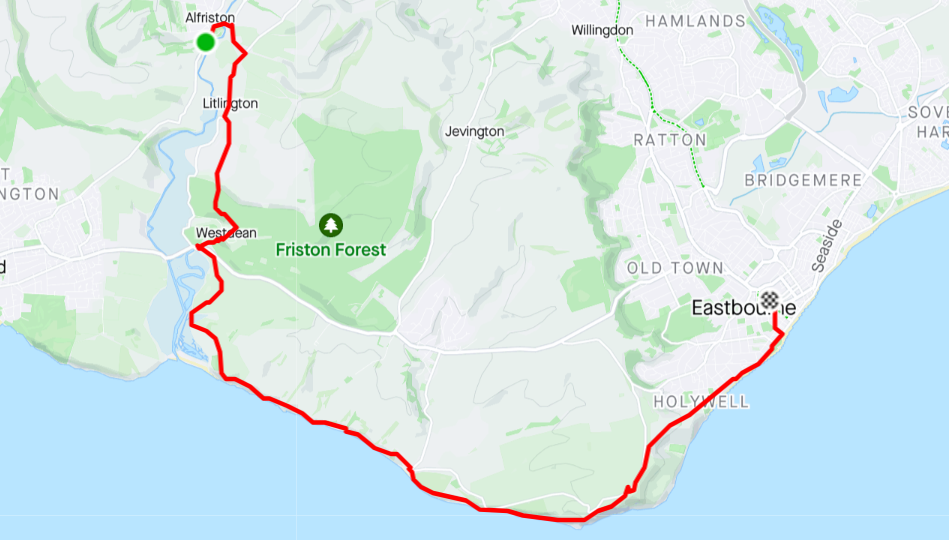 Alfriston
Willingdon
HAMLANDS
Litlington
Jevington
SOVE
HAR
RATTON
T
NGTON
BRIDGEMERE
Westdean
Friston Forest
Seaside
OLD TOWN
d
Eastbourne
HOLYWELL